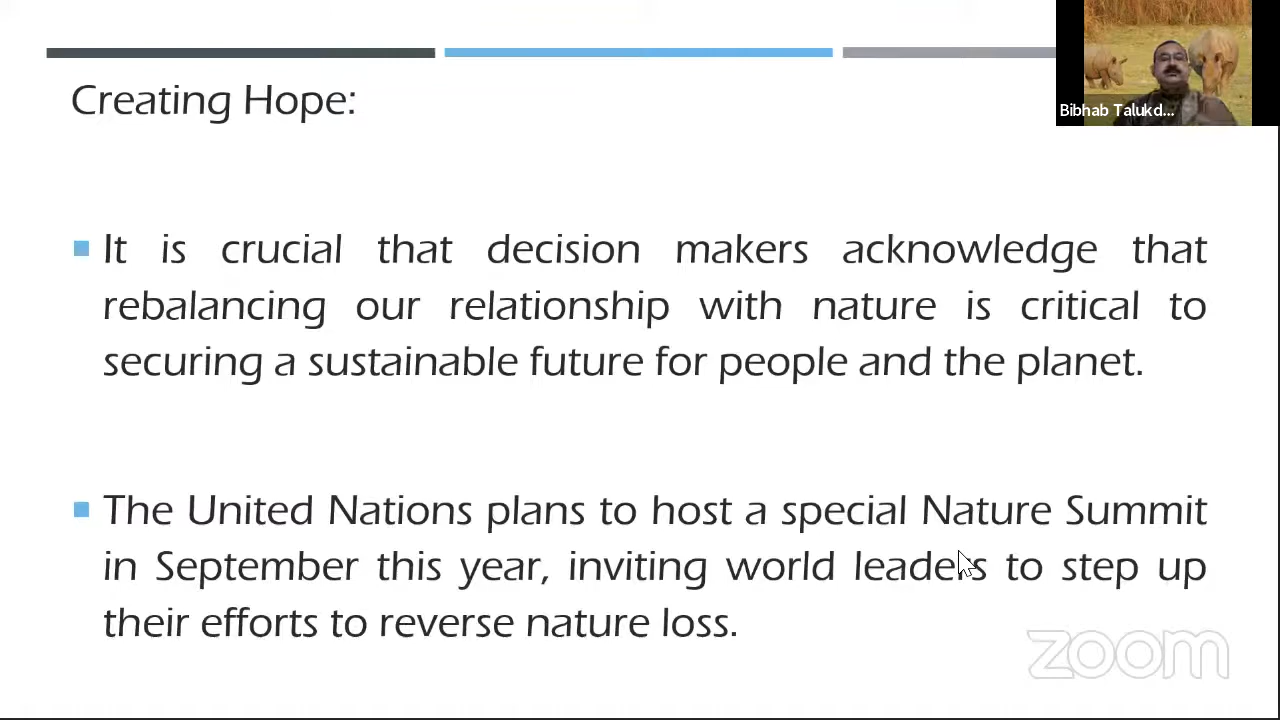 Creating Hope:
Bibhab Talukd...
It is crucial that decision makers acknowledge that
rebalancing our relationship with nature is critical to
securing a sustainable future for people and the planet.
The United Nations plans to host a special Nature Summit
in September this year, inviting world leaders to step up
their efforts to reverse nature loss.
zoom